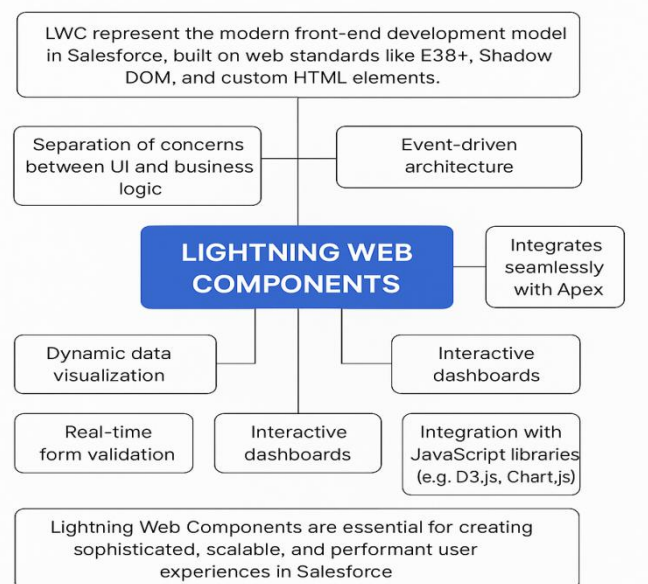 LWC represent the modern front-end development model
in Salesforce, built on web standards like E38+, Shadow
DOM, and custom HTML elements.
Separation of concerns
between UI and business
logic
Event-driven
architecture
LIGHTNING WEB
COMPONENTS
Integrates
seamlessly
with Apex
Dynamic data
visualization
Interactive
dashboards
Real-time
form validation
Interactive
dashboards
Integration with
JavaScript libraries
(e.g. D3.js, Chart,js)
Lightning Web Components are essential for creating
sophisticated, scalable, and performant user
experiences in Salesforce